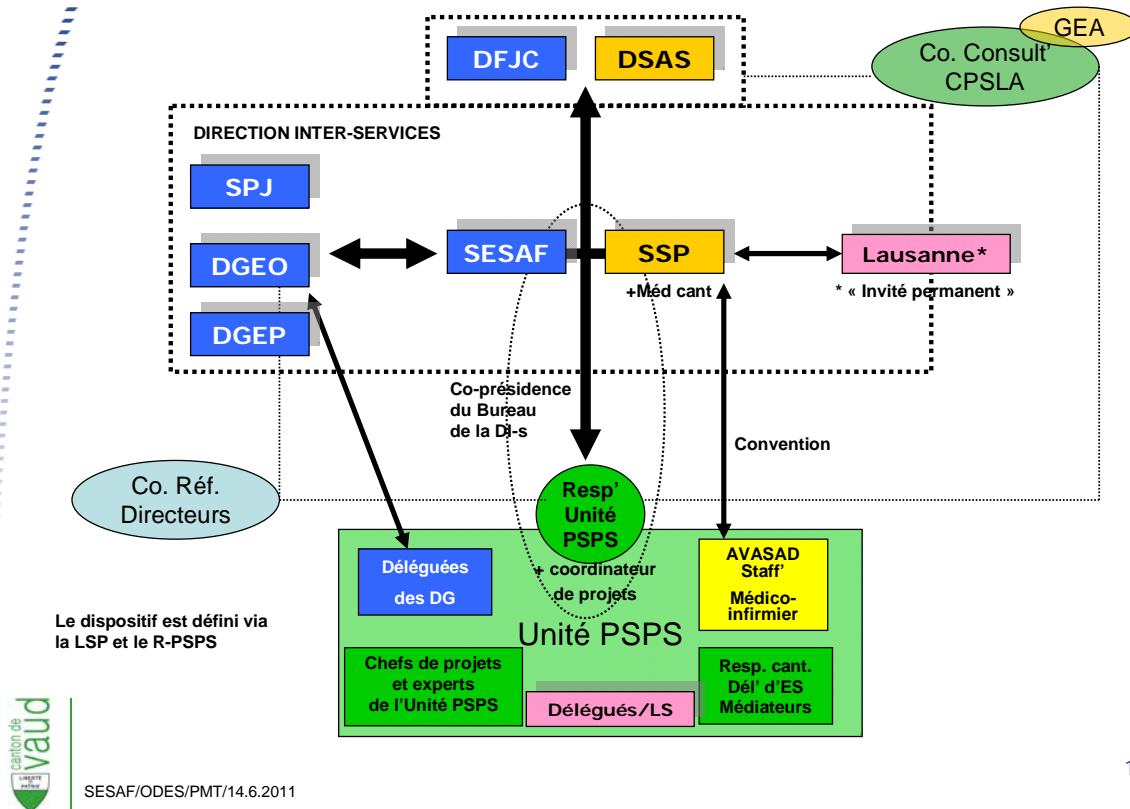 GEA
DFJC
DSAS
Co. Consult'
CPSLA
DIRECTION INTER-SERVICES
SPJ
SESAF
SSP
Lausanne*
DGEO
+Méd cant
* « Invité permanent »
DGEP
Co-présidence
du Bureau
de la DI-s
Convention
Co. Réf.
Directeurs
Resp'
Unité
PSPS
Déléguées
des DG
+ coordinateur
de projets
AVASAD
Staff'
Médico-
infirmier
Le dispositif est défini via
la LSP et le R-PSPS
Unité PSPS
Chefs de projets
et experts
de l'Unité PSPS
Délégués/LS
Resp. cant.
Dél' d'ES
Médiateurs
canton de
vaud
LIBERTE
ET
PATRIE
SESAF/ODES/PMT/14.6.2011
1